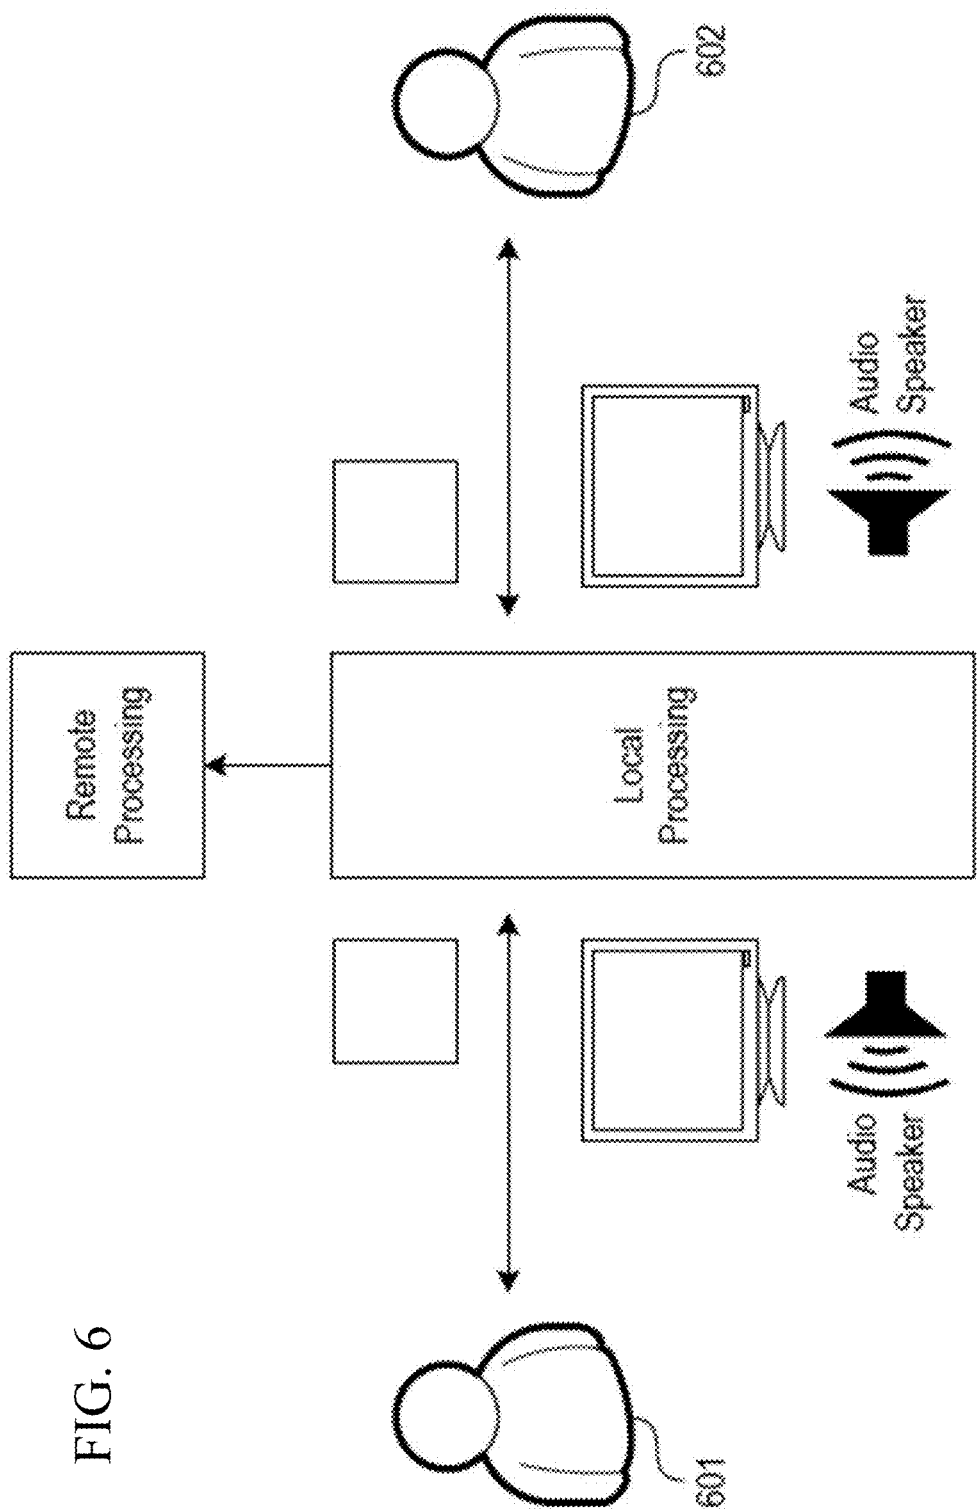 FIG. 6
Remote
Processing
Local
Processing
Audio
Speaker
Audio
Speaker
601
602